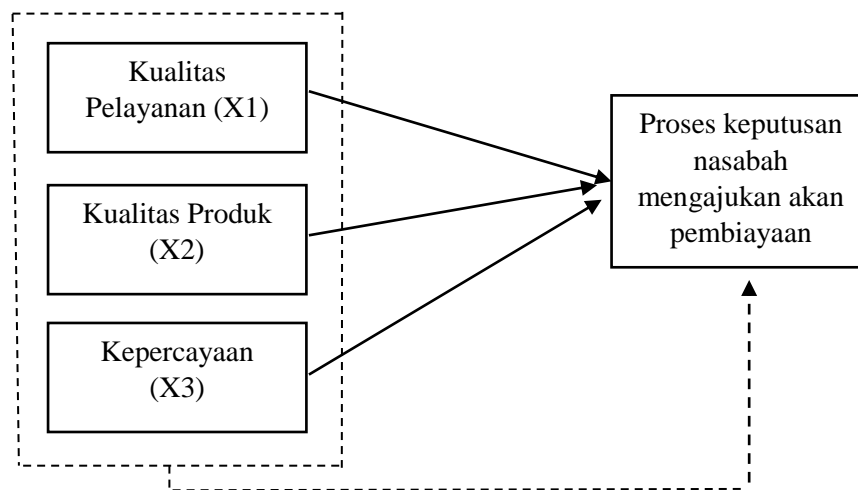 Kualitas
Pelayanan (X1)
Kualitas Produk
(X2)
Kepercayaan
(X3)
Proses keputusan
nasabah
mengajukan akan
pembiayaan